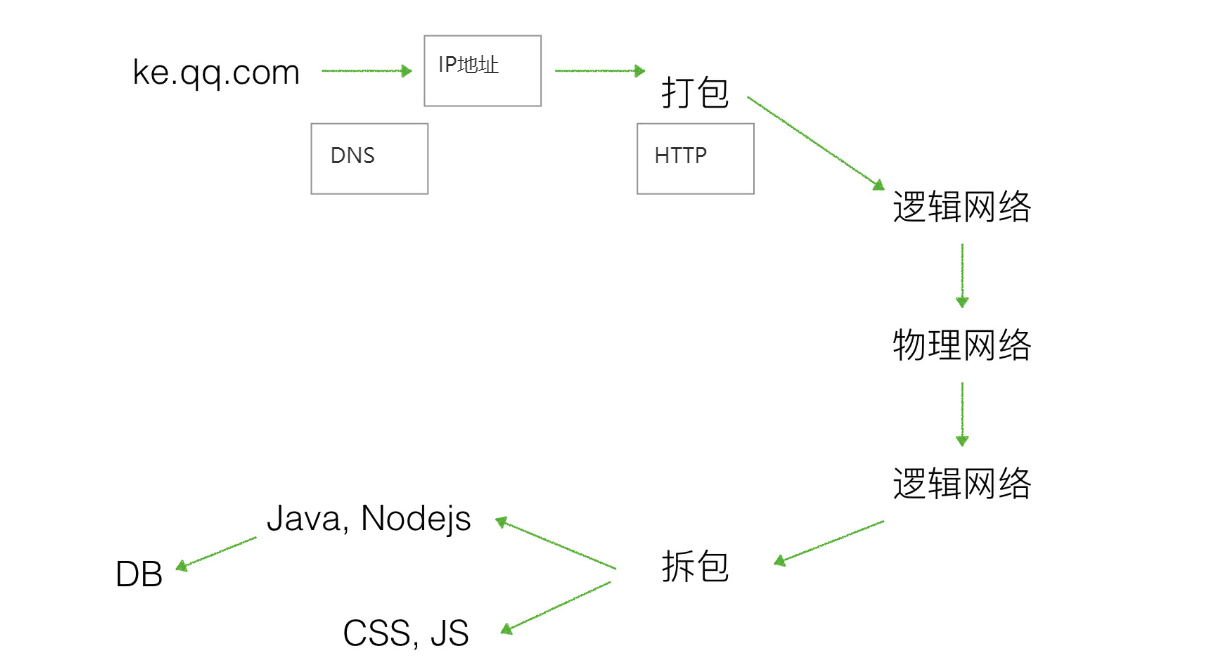 ke.qq.com
IP地址
打包
DNS
HTTP
逻辑网络
物理网络
逻辑网络
拆包
Java, Nodejs
DB
CSS, JS